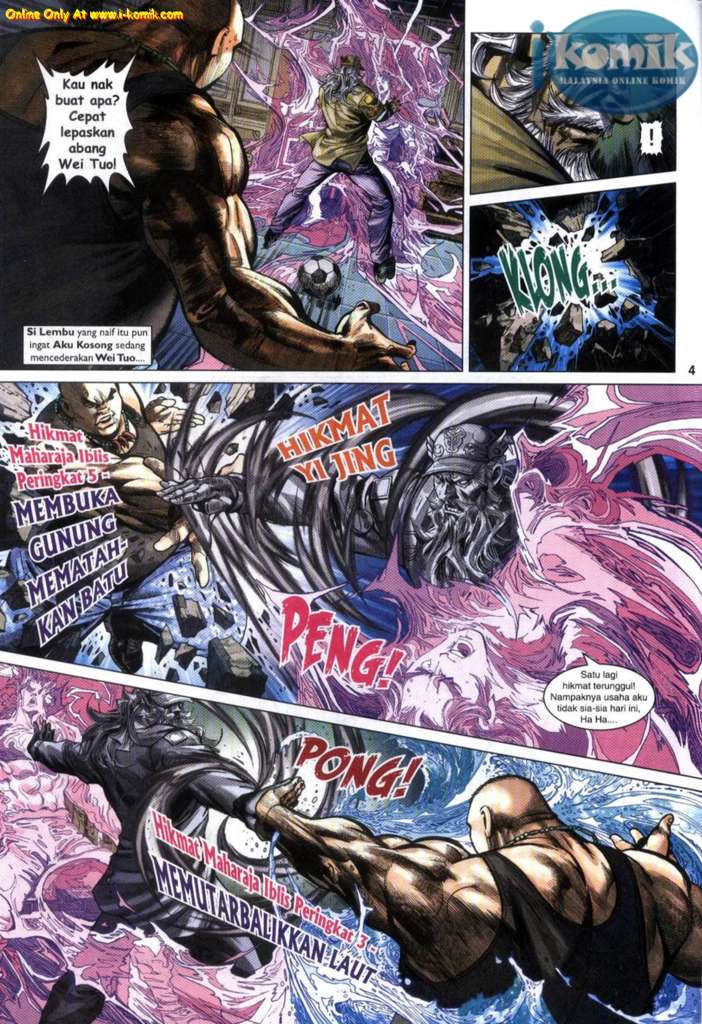 Online Only At www.i-komik.com
ikomik
MALAYSIA ONLINE KOMIK
Kau nak
buat apa?
Cepat
lepaskan
abang
Wei Tuo!
!
KLONG...
Si Lembu yang naif itu pun
ingat Aku Kosong sedang
mencederakan Wei Tuo....
4
Hikmat
Maharaja Iblis
Peringkat 5 -
MEMBUKA
GUNUNG
MEMATAH-
KAN BATU
HIKMAT
YI JING
PENG!
Satu lagi
hikmat terunggul!
Nampaknya usaha aku
tidak sia-sia hari ini,
Ha Ha....
PONG!
Hikmat Maharaja Iblis Peringkat 3 -
MEMUTARBALIKKAN LAUT